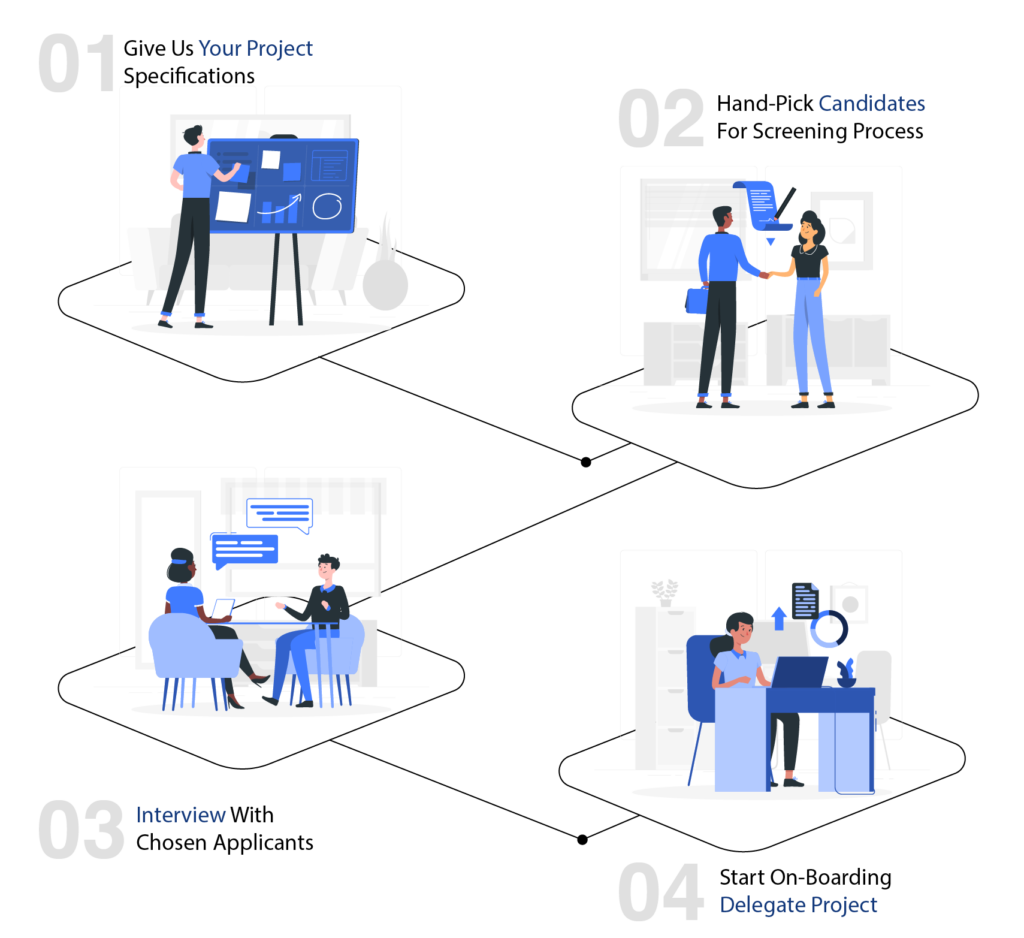 01
Give Us Your Project
Specifications
02
Hand-Pick Candidates
For Screening Process
03
Interview With
Chosen Applicants
04
Start On-Boarding
Delegate Project